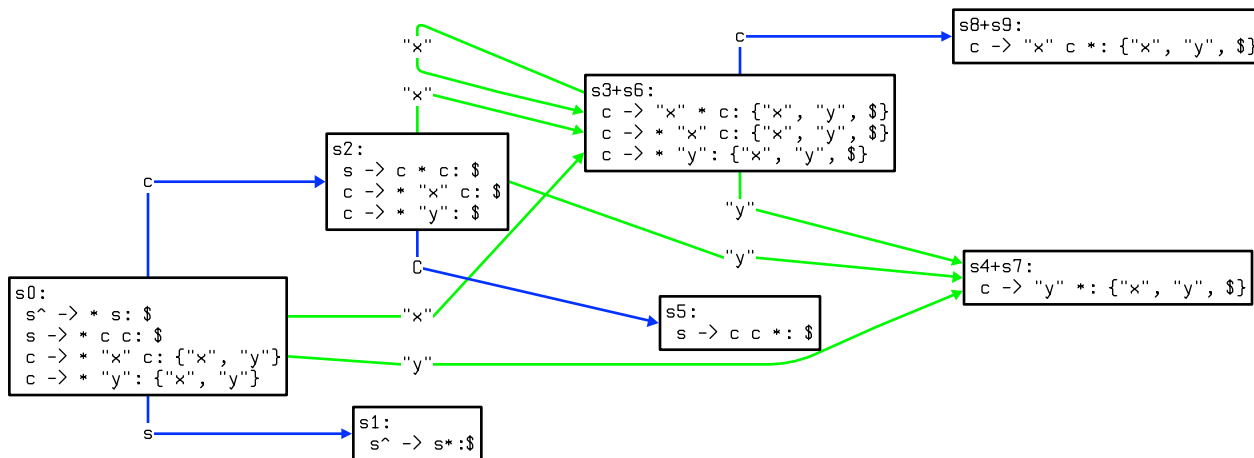 s8+s9:
c -> "x" c *: {"x", "y", $}
c
"x"
s3+s6:
c -> "x" * c: {"x", "y", $}
c -> * "x" c: {"x", "y", $}
c -> * "y": {"x", "y", $}
"x"
s2:
s -> c * c: $
c -> * "x" c: $
c -> * "y": $
c
"y"
"y"
s4+s7:
c -> "y" *: {"x", "y", $}
C
s0:
s^ -> * s: $
s -> * c c: $
c -> * "x" c: {"x", "y"}
c -> * "y": {"x", "y"}
"x"
s5:
s -> c c *: $
"y"
s
s1:
s^ -> s*:$